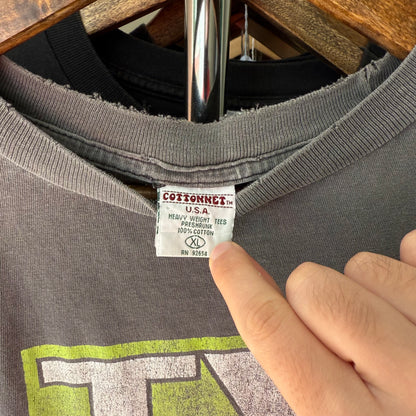 COTTONNET™
U.S.A.
HEAVY WEIGHT TEES
PRESHRUNK
100% COTTON
XL
RN 92658